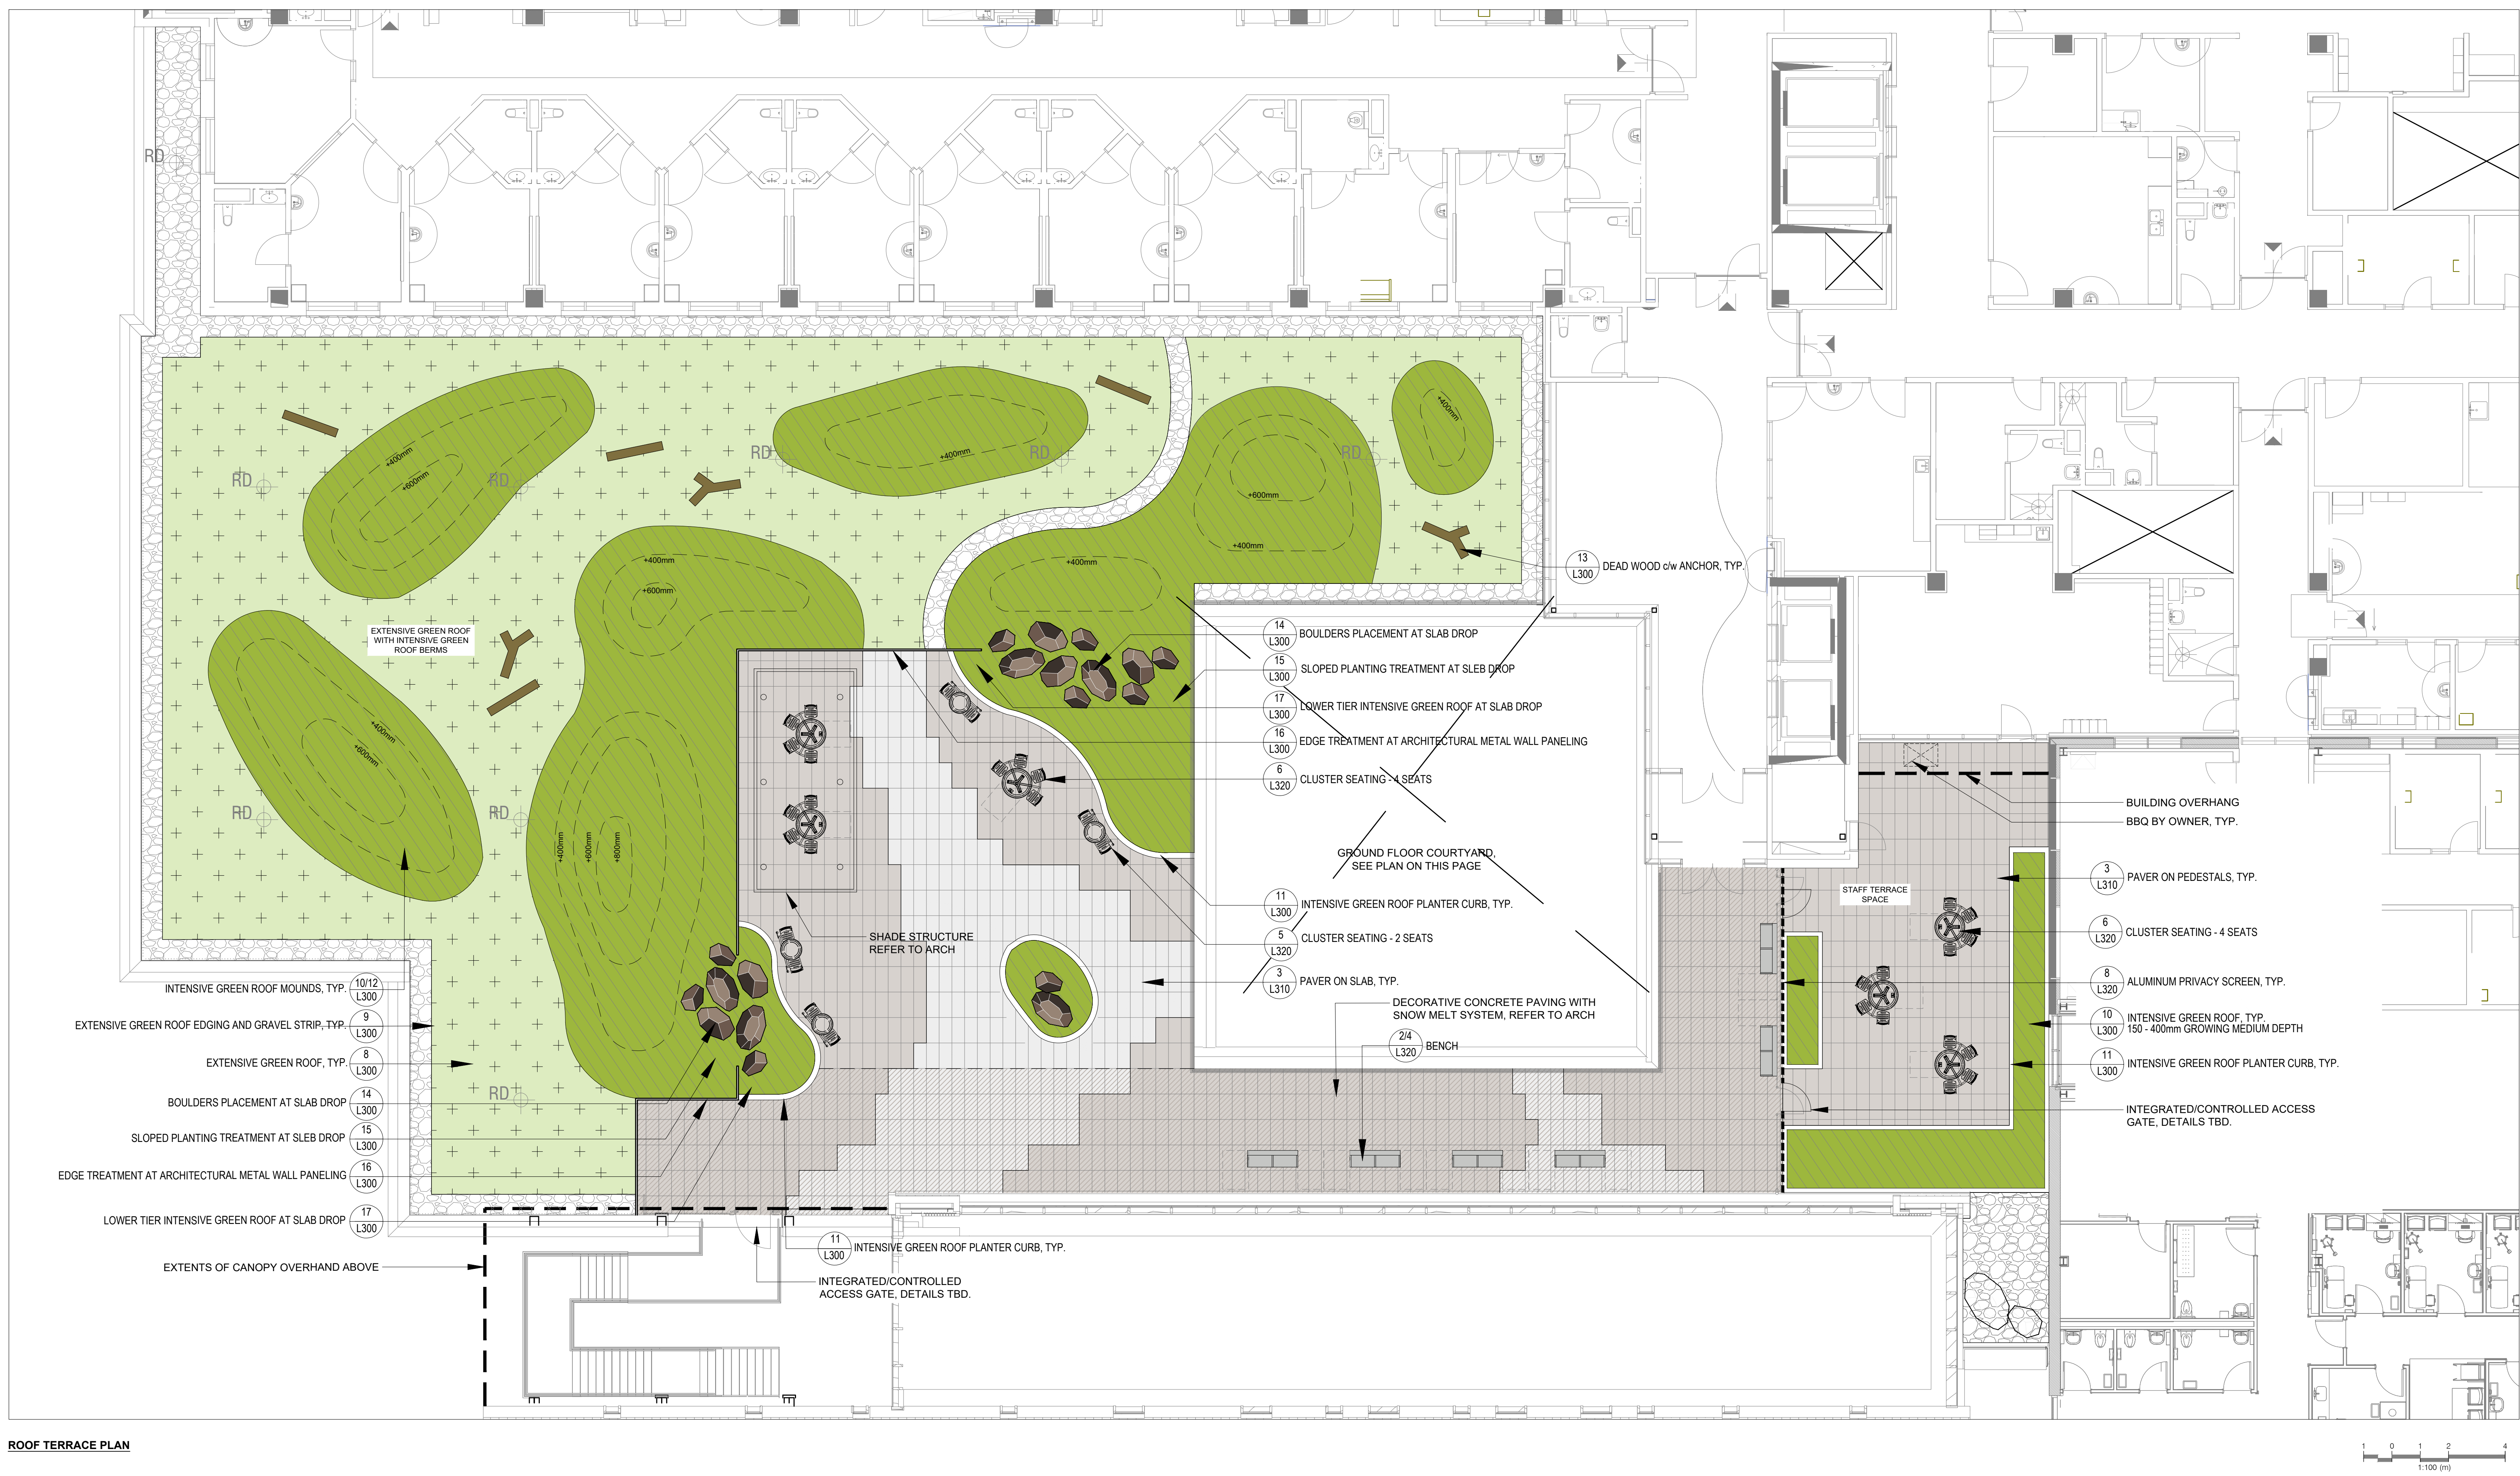 RD
+400mm
+400mm
+600mm
RD
RD
RD
+400mm
RD
RD
+600mm
+400mm
+400mm
+400mm
+600mm
13
L300
DEAD WOOD c/w ANCHOR, TYP.
EXTENSIVE GREEN ROOF
WITH INTENSIVE GREEN
ROOF BERMS
14
L300
BOULDERS PLACEMENT AT SLAB DROP
15
L300
SLOPED PLANTING TREATMENT AT SLEB DROP
17
L300
LOWER TIER INTENSIVE GREEN ROOF AT SLAB DROP
16
L300
EDGE TREATMENT AT ARCHITECTURAL METAL WALL PANELING
6
L320
CLUSTER SEATING - 4 SEATS
+400mm
+600mm
RD
RD
+400mm
+600mm
+800mm
GROUND FLOOR COURTYARD,
SEE PLAN ON THIS PAGE
11
L300
INTENSIVE GREEN ROOF PLANTER CURB, TYP.
5
L320
CLUSTER SEATING - 2 SEATS
3
L310
PAVER ON SLAB, TYP.
SHADE STRUCTURE
REFER TO ARCH
DECORATIVE CONCRETE PAVING WITH
SNOW MELT SYSTEM, REFER TO ARCH
2/4
L320
BENCH
BUILDING OVERHANG
BBQ BY OWNER, TYP.
STAFF TERRACE
SPACE
3
L310
PAVER ON PEDESTALS, TYP.
6
L320
CLUSTER SEATING - 4 SEATS
8
L320
ALUMINUM PRIVACY SCREEN, TYP.
10
L300
INTENSIVE GREEN ROOF, TYP.
150 - 400mm GROWING MEDIUM DEPTH
11
L300
INTENSIVE GREEN ROOF PLANTER CURB, TYP.
INTEGRATED/CONTROLLED ACCESS
GATE, DETAILS TBD.
INTENSIVE GREEN ROOF MOUNDS, TYP.
10/12
L300
EXTENSIVE GREEN ROOF EDGING AND GRAVEL STRIP, TYP.
9
L300
EXTENSIVE GREEN ROOF, TYP.
8
L300
RD
BOULDERS PLACEMENT AT SLAB DROP
14
L300
SLOPED PLANTING TREATMENT AT SLEB DROP
15
L300
EDGE TREATMENT AT ARCHITECTURAL METAL WALL PANELING
16
L300
LOWER TIER INTENSIVE GREEN ROOF AT SLAB DROP
17
L300
EXTENTS OF CANOPY OVERHAND ABOVE
11
L300
INTENSIVE GREEN ROOF PLANTER CURB, TYP.
INTEGRATED/CONTROLLED
ACCESS GATE, DETAILS TBD.
ROOF TERRACE PLAN
1 0 1 2 4
1:100 (m)